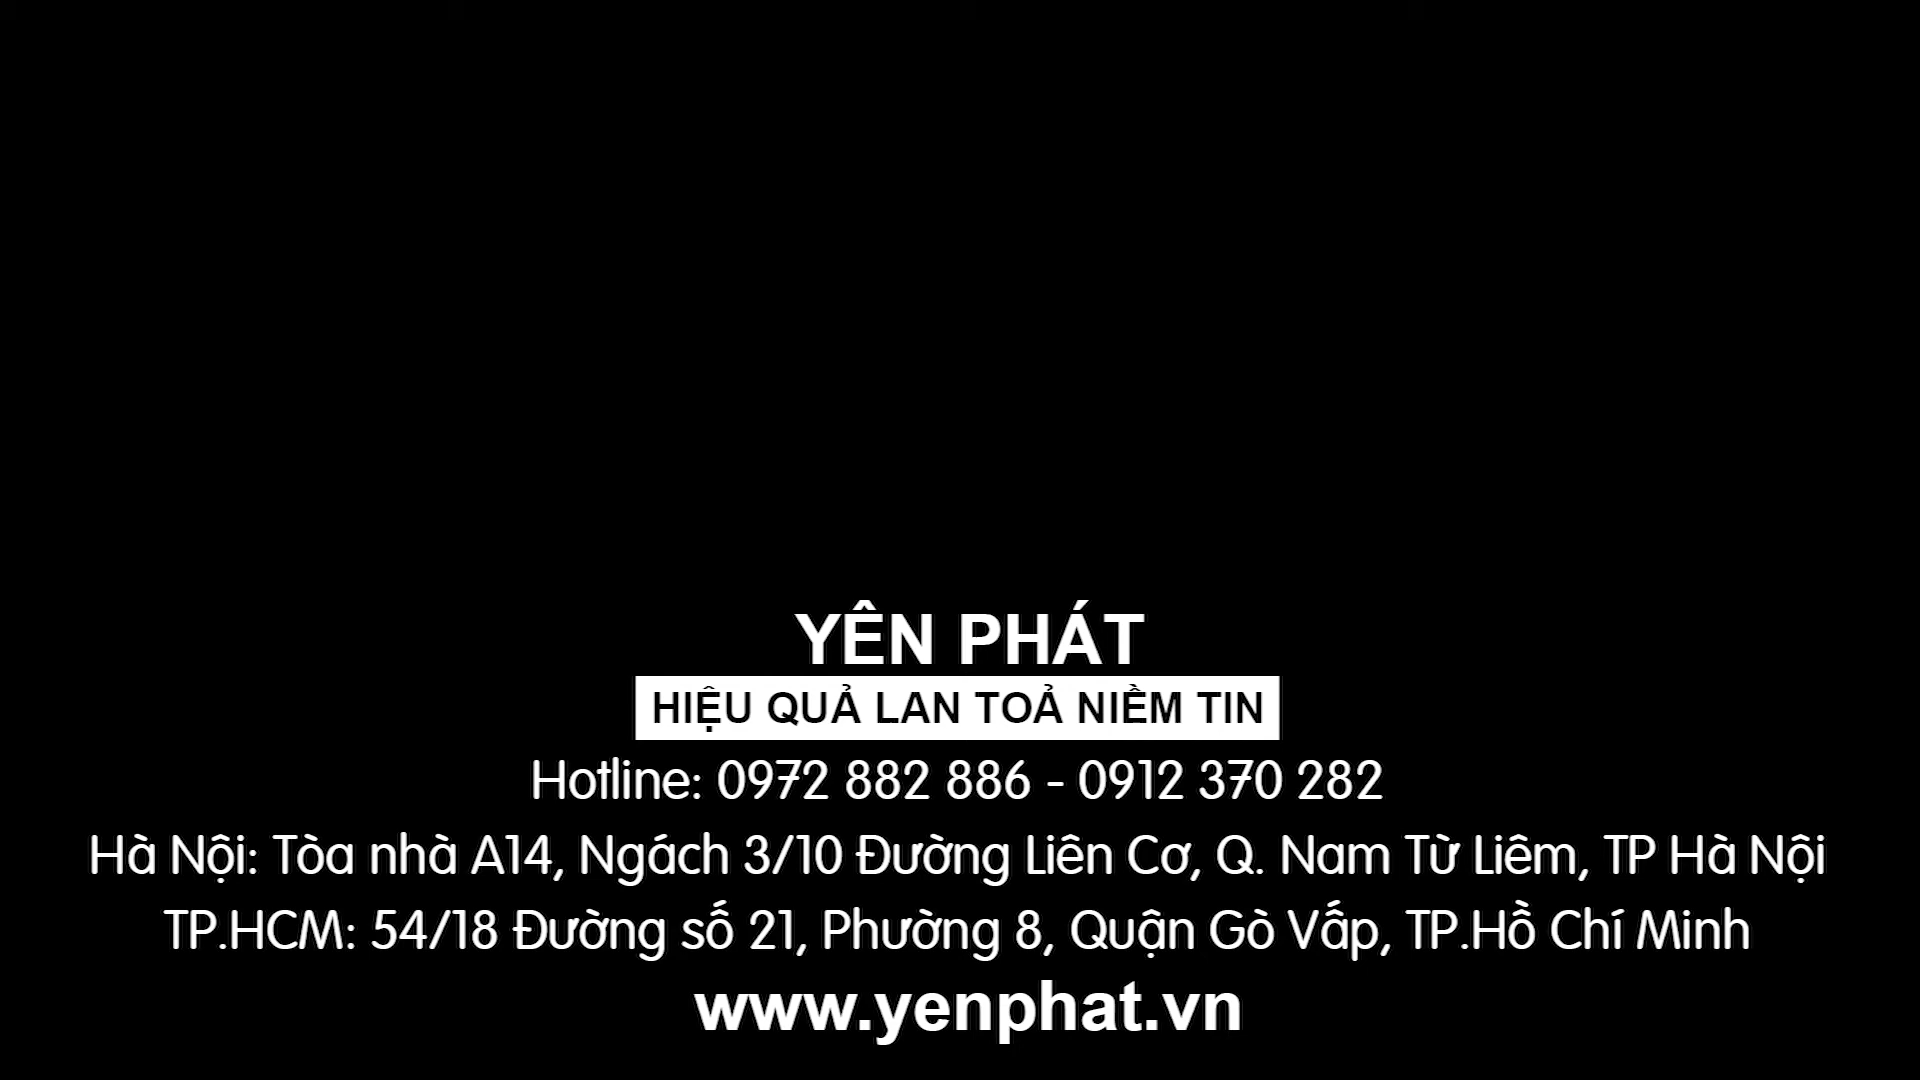 YÊN PHÁT
HIỆU QUẢ LAN TOẢ NIỀM TIN
Hotline: 0972 882 886 - 0912 370 282
Hà Nội: Tòa nhà A14, Ngách 3/10 Đường Liên Cơ, Q. Nam Từ Liêm, TP Hà Nội
TP.HCM: 54/18 Đường số 21, Phường 8, Quận Gò Vấp, TP.Hồ Chí Minh
www.yenphat.vn